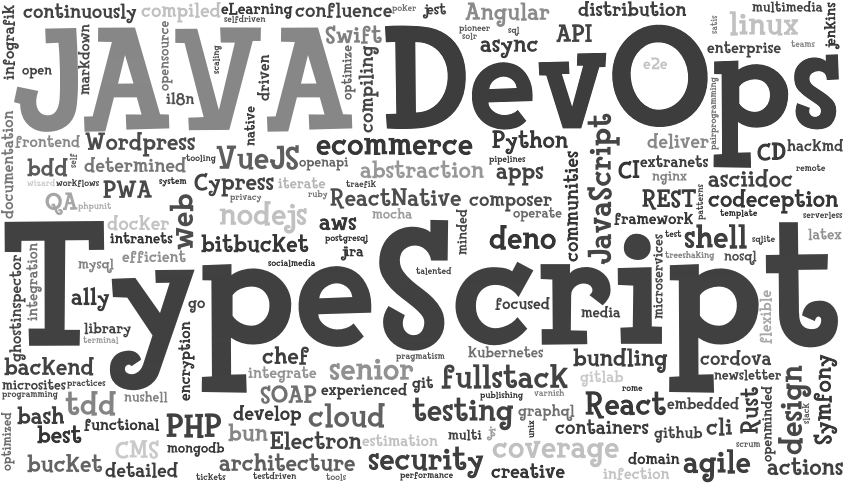 infografik
continuously
compiled
eLearning
selfdriven
confluence
poker
jest
Angular
pioneer
solr
sql
distribution
satis
multimedia
linux
teams
jenkins
open
markdown
JAVA
opensource
scaling
i18n
driven
native
Swift
optimize
compiling
DevOps
async
API
e2e
enterprise
pairprogramming
documentation
frontend
Wordpress
self
tooling
VueJS
openapi
ecommerce
Python
pipelines
communities
JavaScript
deliver
CI
extranets
nginx
CD
hackmd
remote
bdd
determined
abstraction
apps
asciidoc
wizard
workflows
PWA
system
Cypress
iterate
privacy
ruby
traefik
ReactNative
composer
operate
REST
patterns
codeception
template
serverless
QA
phpunit
docker
web
nodejs
aws
mocha
minded
framework
intranets
bitbucket
postgresql
jira
deno
microservices
test
shell
sqlite
latex
treeshaking
nosql
ghostinspector
integration
mysql
efficient
socialmedia
talented
TypeScript
ally
go
focused
media
flexible
library
terminal
encryption
pragmatism
kubernetes
backend
chef
integrate
senior
bundling
cordova
newsletter
microsites
practices
programming
nushell
SOAP
experienced
git
fullstack
publishing
varnish
gitlab
rome
embedded
openminded
design
slack
Symfony
tdd
bash
best
functional
PHP
develop
cloud
testing
graphql
unix
React
containers
github
cli
Rust
scrum
optimized
bucket
CMS
detailed
mongodb
bun
Electron
estimation
multi
js
coverage
architecture
tickets
testdriven
tools
security
performance
creative
domain
infection
agile
actions